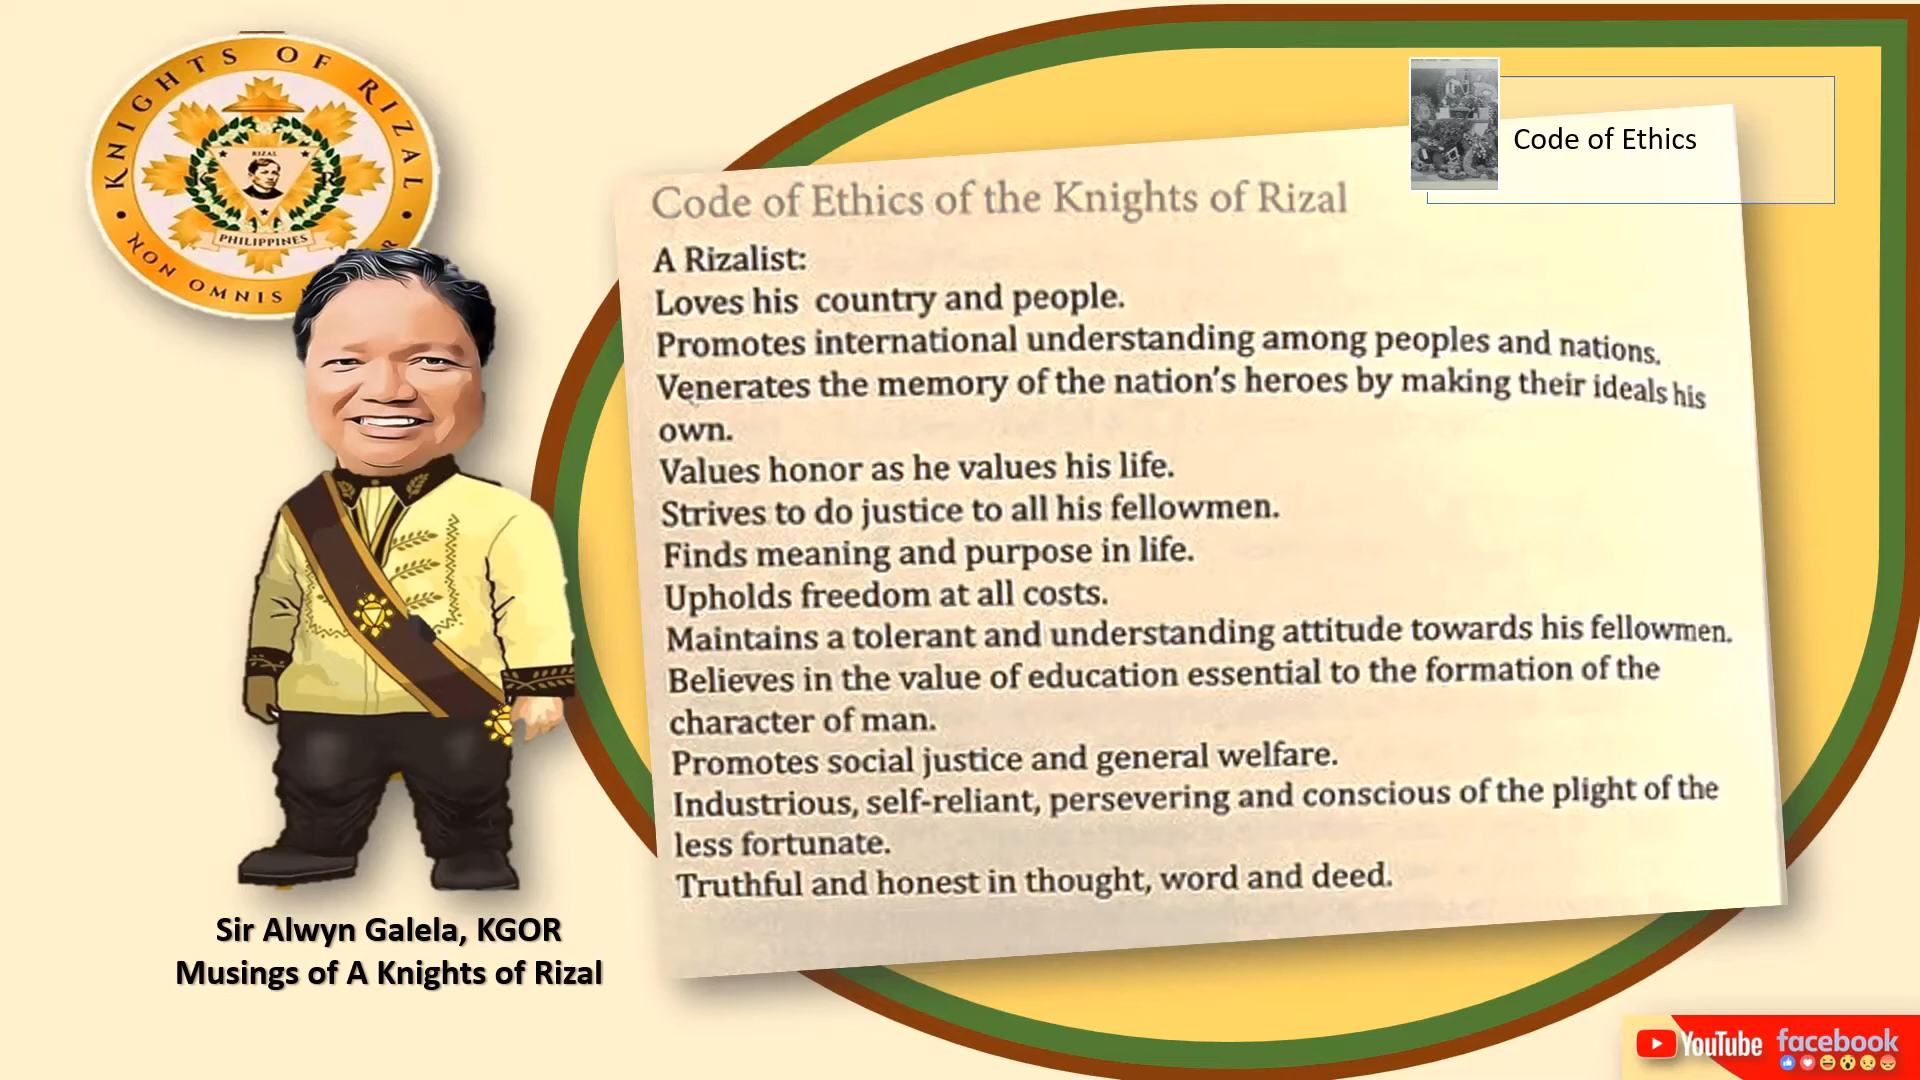 KNIGHTS OF RIZAL
RIZAL
K R
PHILIPPINES
NON OMNIS
Code of Ethics
Code of Ethics of the Knights of Rizal
A Rizalist:
Loves his country and people.
Promotes international understanding among peoples and nations.
Venerates the memory of the nation's heroes by making their ideals his
own.
Values honor as he values his life.
Strives to do justice to all his fellowmen.
Finds meaning and purpose in life.
Upholds freedom at all costs.
Maintains a tolerant and understanding attitude towards his fellowmen.
Believes in the value of education essential to the formation of the
character of man.
Promotes social justice and general welfare.
Industrious, self-reliant, persevering and conscious of the plight of the
less fortunate.
Truthful and honest in thought, word and deed.
Sir Alwyn Galela, KGOR
Musings of A Knights of Rizal
YouTube facebook